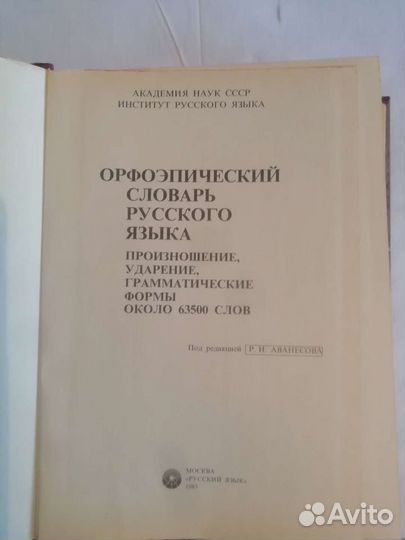 АКАДЕМИЯ НАУК СССР
ИНСТИТУТ РУССКОГО ЯЗЫКА
ОРФОЭПИЧЕСКИЙ
СЛОВАРЬ
РУССКОГО
ЯЗЫКА
ПРОИЗНОШЕНИЕ,
УДАРЕНИЕ,
ГРАММАТИЧЕСКИЕ
ФОРМЫ
ОКОЛО 63500 СЛОВ
Под редакцией Р. И. АВАНЕСОВА
МОСКВА
«РУССКИЙ ЯЗЫК»
1983
Avito